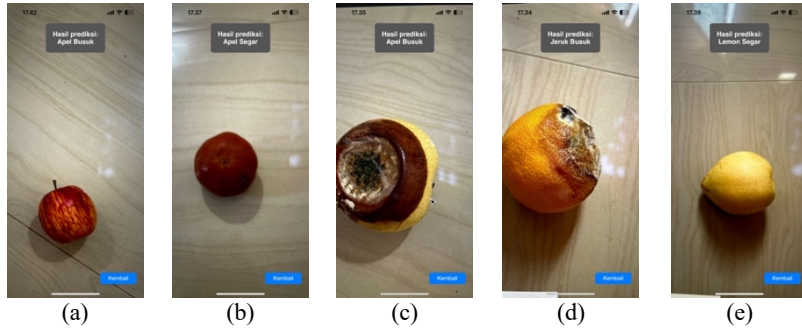 17.42
Hasil prediksi:
Apel Busuk
Kembali
(a)
17.37
Hasil prediksi:
Apel Segar
Kembali
(b)
17.35
Hasil prediksi:
Apel Busuk
Kembali
(c)
17.34
Hasil prediksi:
Jeruk Busuk
Kembali
(d)
17.39
Hasil prediksi:
Lemon Segar
Kembali
(e)